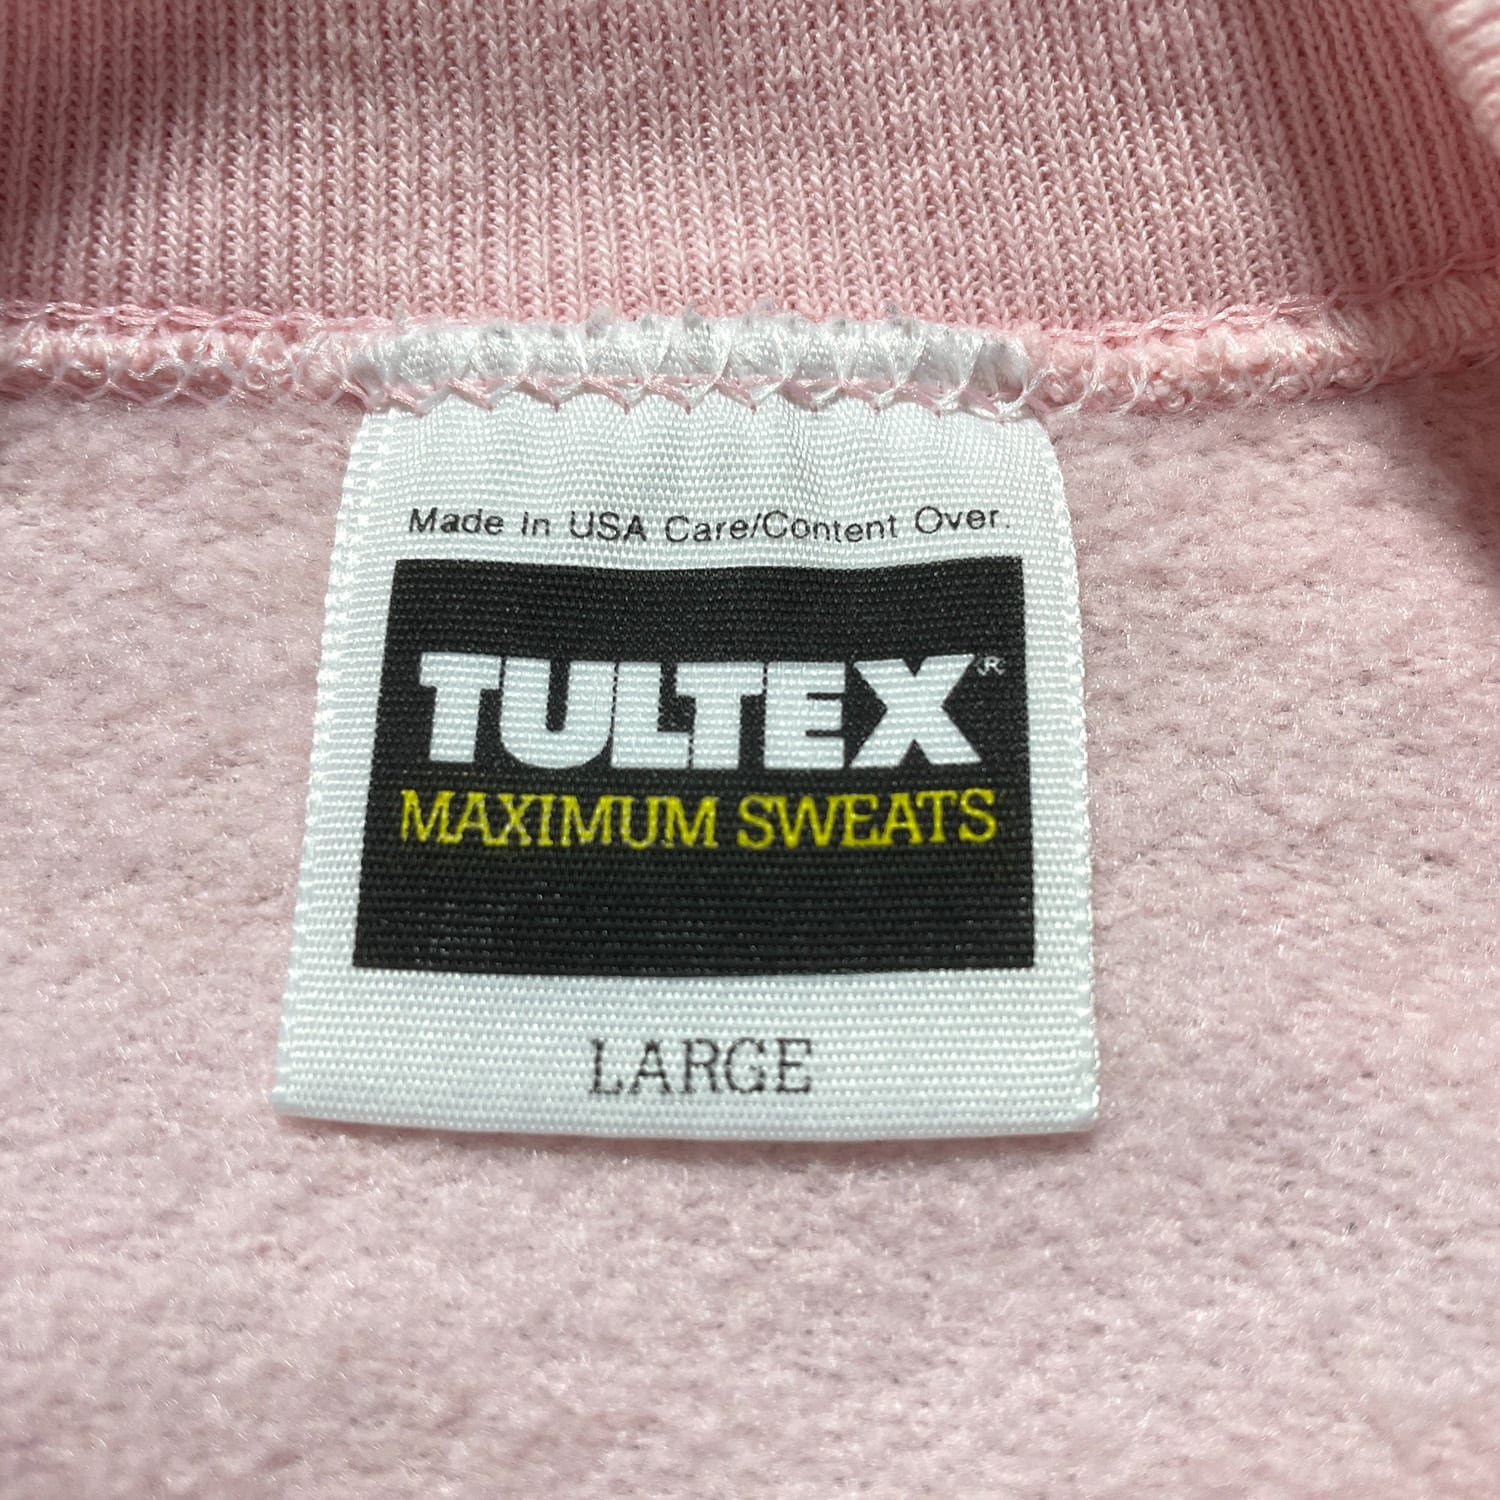 Made in USA Care/Content Over.
TULTEX®
MAXIMUM SWEATS
LARGE